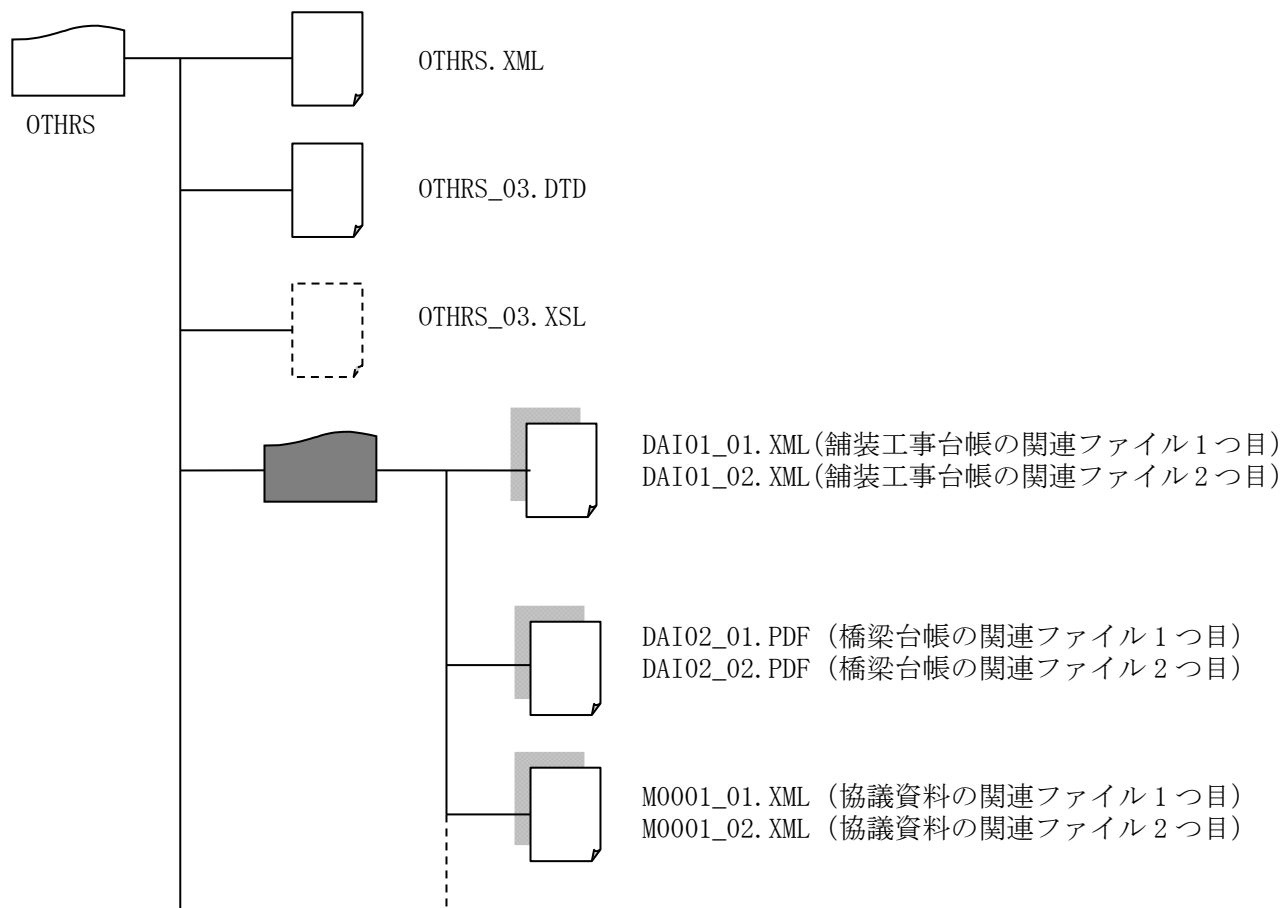 OTHRS.XML
OTHRS
OTHRS_03.DTD
OTHRS_03.XSL
DAI01_01.XML(舗装工事台帳の関連ファイル１つ目)
DAI01_02.XML(舗装工事台帳の関連ファイル２つ目)
DAI02_01.PDF (橋梁台帳の関連ファイル１つ目)
DAI02_02.PDF (橋梁台帳の関連ファイル２つ目)
M0001_01.XML (協議資料の関連ファイル１つ目)
M0001_02.XML (協議資料の関連ファイル２つ目)